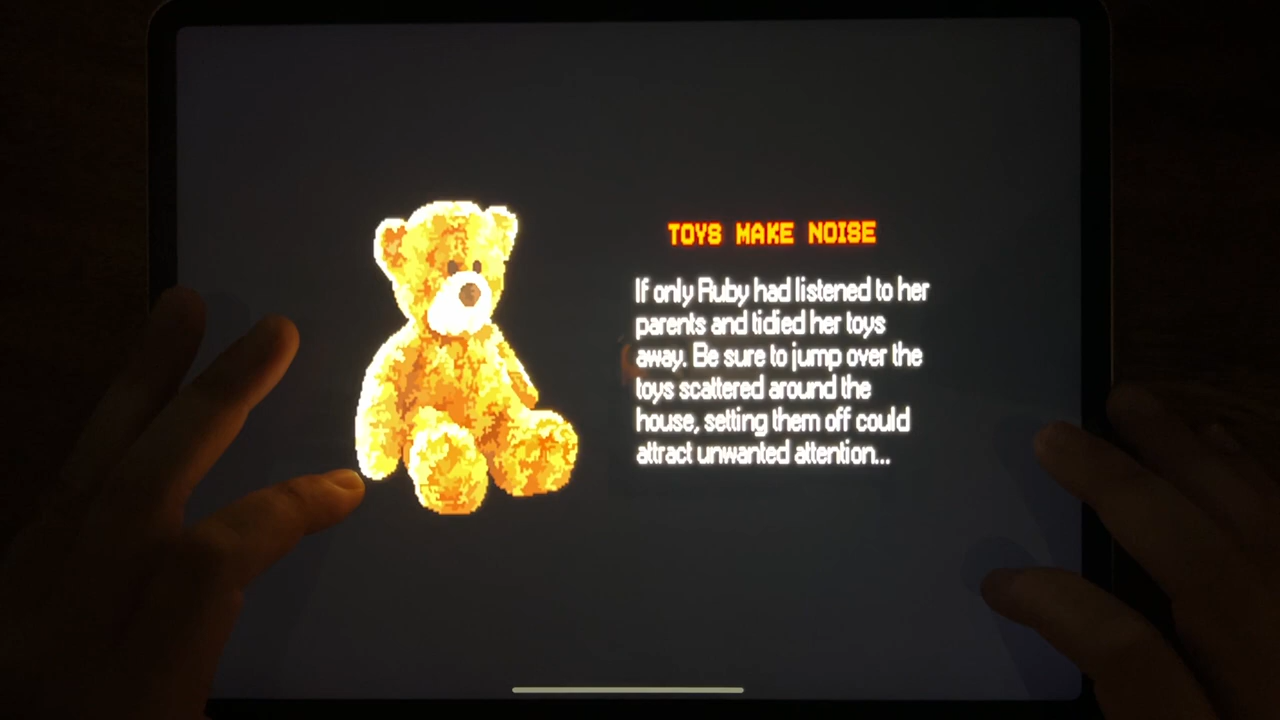 TOYS MAKE NOISE
If only Ruby had listened to her
parents and tidied her toys
away. Be sure to jump over the
toys scattered around the
house, setting them off could
attract unwanted attention...